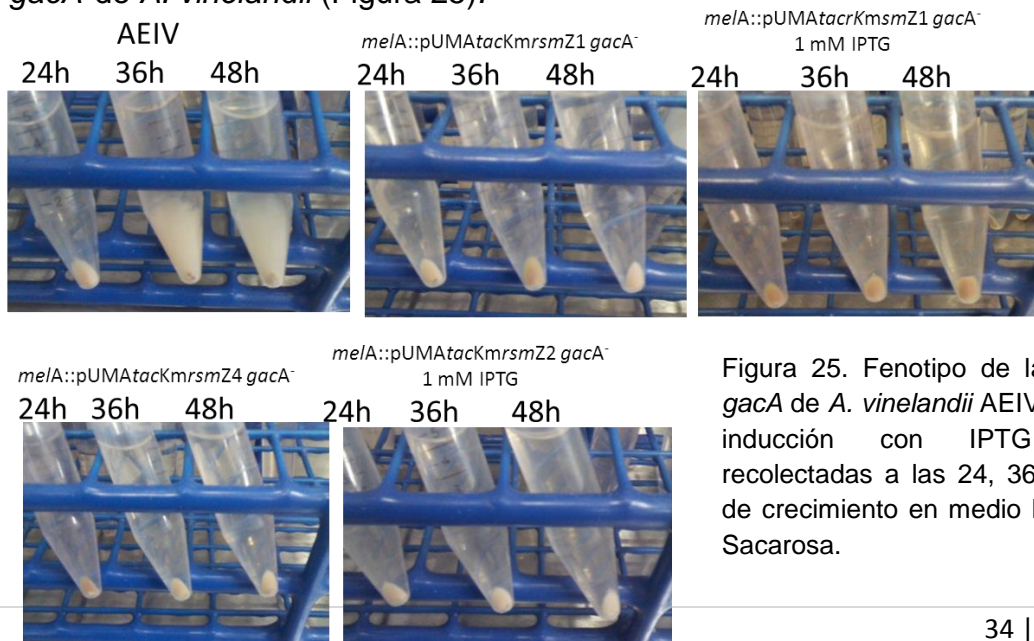 gacA de A. vinelandii (Figura 25).
AEIV
24h 36h 48h
melA::pUMAtacKmrsmZ1 gacA-
24h 36h 48h
melA::pUMAtacrKmsmZ1 gacA-
1 mM IPTG
24h 36h 48h
melA::pUMAtacKmrsmZ4 gacA-
24h 36h 48h
melA::pUMAtacKmrsmZ2 gacA-
1 mM IPTG
24h 36h 48h
Figura 25. Fenotipo de
gacA de A. vinelandii AEIV
inducción con IPTG
recolectadas a las 24, 36
de crecimiento en medio
Sacarosa.
34